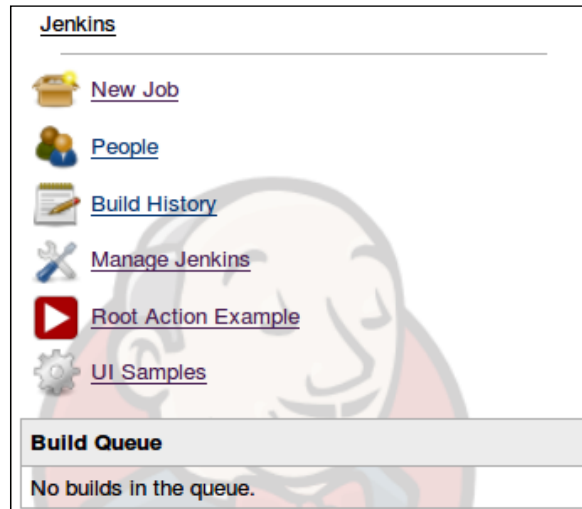 Jenkins
New Job
People
Build History
Manage Jenkins
Root Action Example
UI Samples
Build Queue
No builds in the queue.